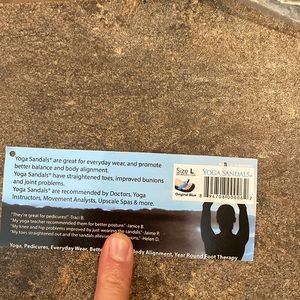 Yoga Sandals® are great for everyday wear, and promote
better balance and body alignment.
Yoga Sandals® have straightened toes, improved bunions
and joint problems.
Yoga Sandals® are recommended by Doctors, Yoga
Instructors, Movement Analysts, Upscale Spas & more.
"They're great for pedicures!" -Traci B.
"My yoga teacher recommended them for better posture." -Janice B.
"My knee and hip problems improved by just wearing the sandals." -Jaime P.
"My toes straightened out and the sandals -Helen D.
Yoga, Pedicures, Everyday Wear, Body Alignment, Year Round Foot Therapy
Size L
Original Blue
YOGA SANDALS®